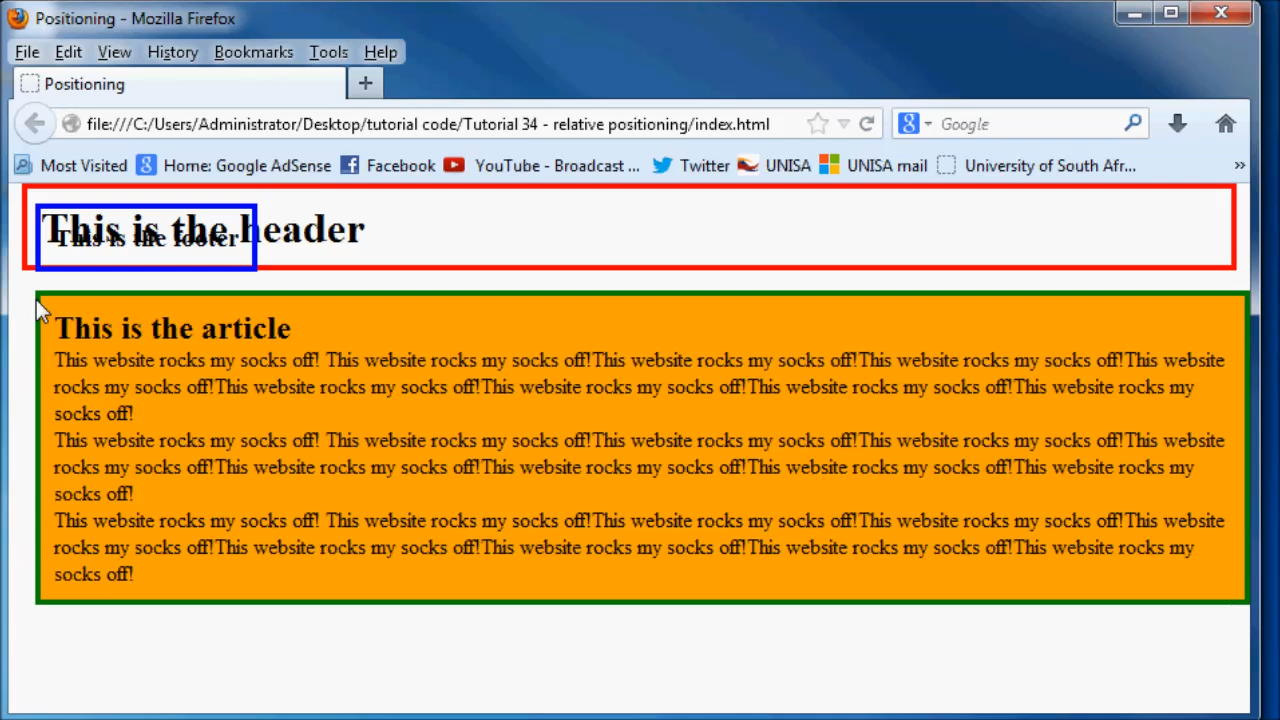 Positioning - Mozilla Firefox
File Edit View History Bookmarks Tools Help
Positioning
file:///C:/Users/Administrator/Desktop/tutorial code/Tutorial 34 - relative positioning/index.html
Google
Most Visited Home: Google AdSense Facebook YouTube - Broadcast ... Twitter UNISA UNISA mail University of South Afr... »
This is the header
This is the footer
This is the article
This website rocks my socks off! This website rocks my socks off!This website rocks my socks off!This website rocks my socks off!This website
rocks my socks off!This website rocks my socks off!This website rocks my socks off!This website rocks my socks off!This website rocks my
socks off!
This website rocks my socks off! This website rocks my socks off!This website rocks my socks off!This website rocks my socks off!This website
rocks my socks off!This website rocks my socks off!This website rocks my socks off!This website rocks my socks off!This website rocks my
socks off!
This website rocks my socks off! This website rocks my socks off!This website rocks my socks off!This website rocks my socks off!This website
rocks my socks off!This website rocks my socks off!This website rocks my socks off!This website rocks my socks off!This website rocks my
socks off!